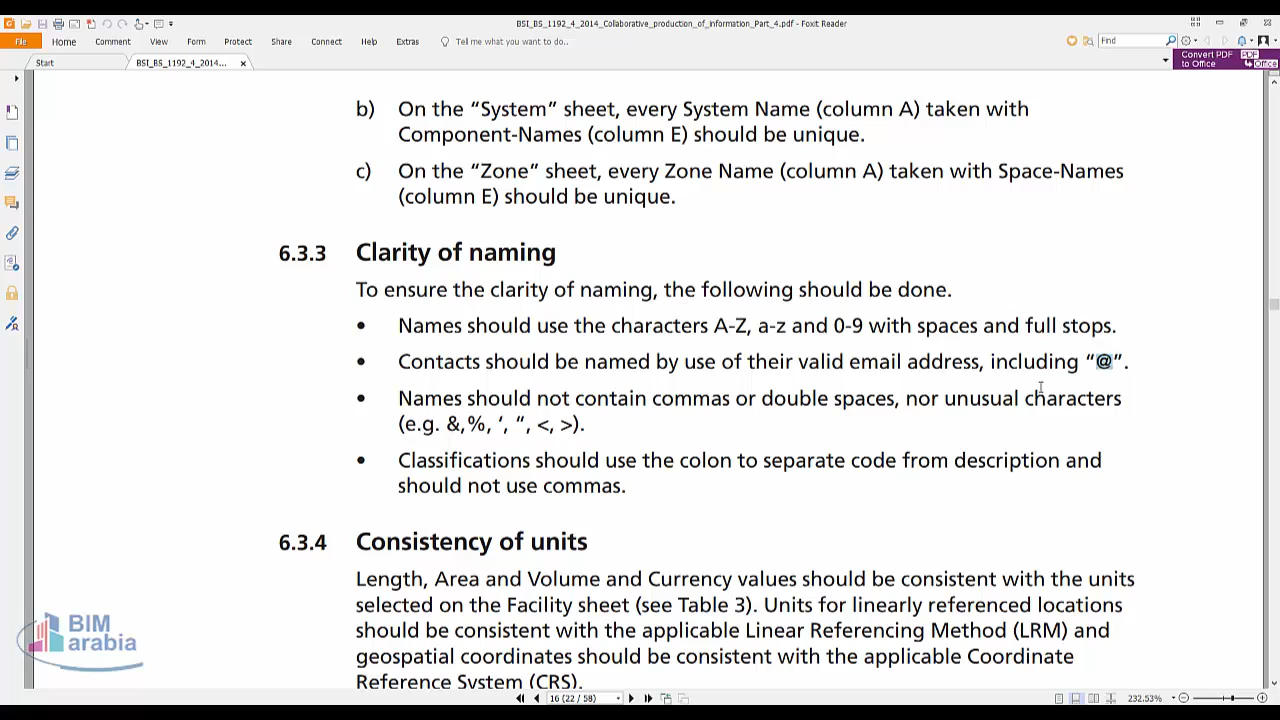 BSI_BS_1192_4_2014_Collaborative_production_of_information_Part_4.pdf - Foxit Reader
File Home Comment View Form Protect Share Connect Help Extras Tell me what you want to do.. Find
Start BSI_BS_1192_4_2014... Convert PDF to Office
b) On the “System” sheet, every System Name (column A) taken with
Component-Names (column E) should be unique.
c) On the “Zone” sheet, every Zone Name (column A) taken with Space-Names
(column E) should be unique.
6.3.3 Clarity of naming
To ensure the clarity of naming, the following should be done.
• Names should use the characters A-Z, a-z and 0-9 with spaces and full stops.
• Contacts should be named by use of their valid email address, including “@”.
• Names should not contain commas or double spaces, nor unusual characters
(e.g. &,%, ‘, “, <, >).
• Classifications should use the colon to separate code from description and
should not use commas.
6.3.4 Consistency of units
Length, Area and Volume and Currency values should be consistent with the units
selected on the Facility sheet (see Table 3). Units for linearly referenced locations
should be consistent with the applicable Linear Referencing Method (LRM) and
geospatial coordinates should be consistent with the applicable Coordinate
Reference System (CRS).
BIM
arabia
16 (22 / 58) 232.53%